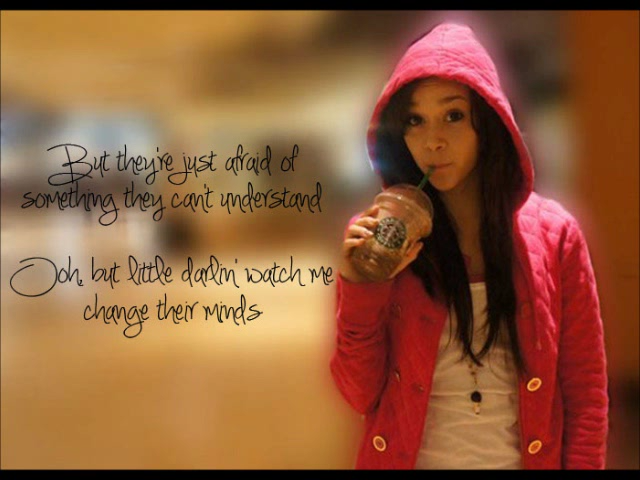 But they're just afraid of
something they can't understand
Ooh, but little darlin' watch me
change their minds